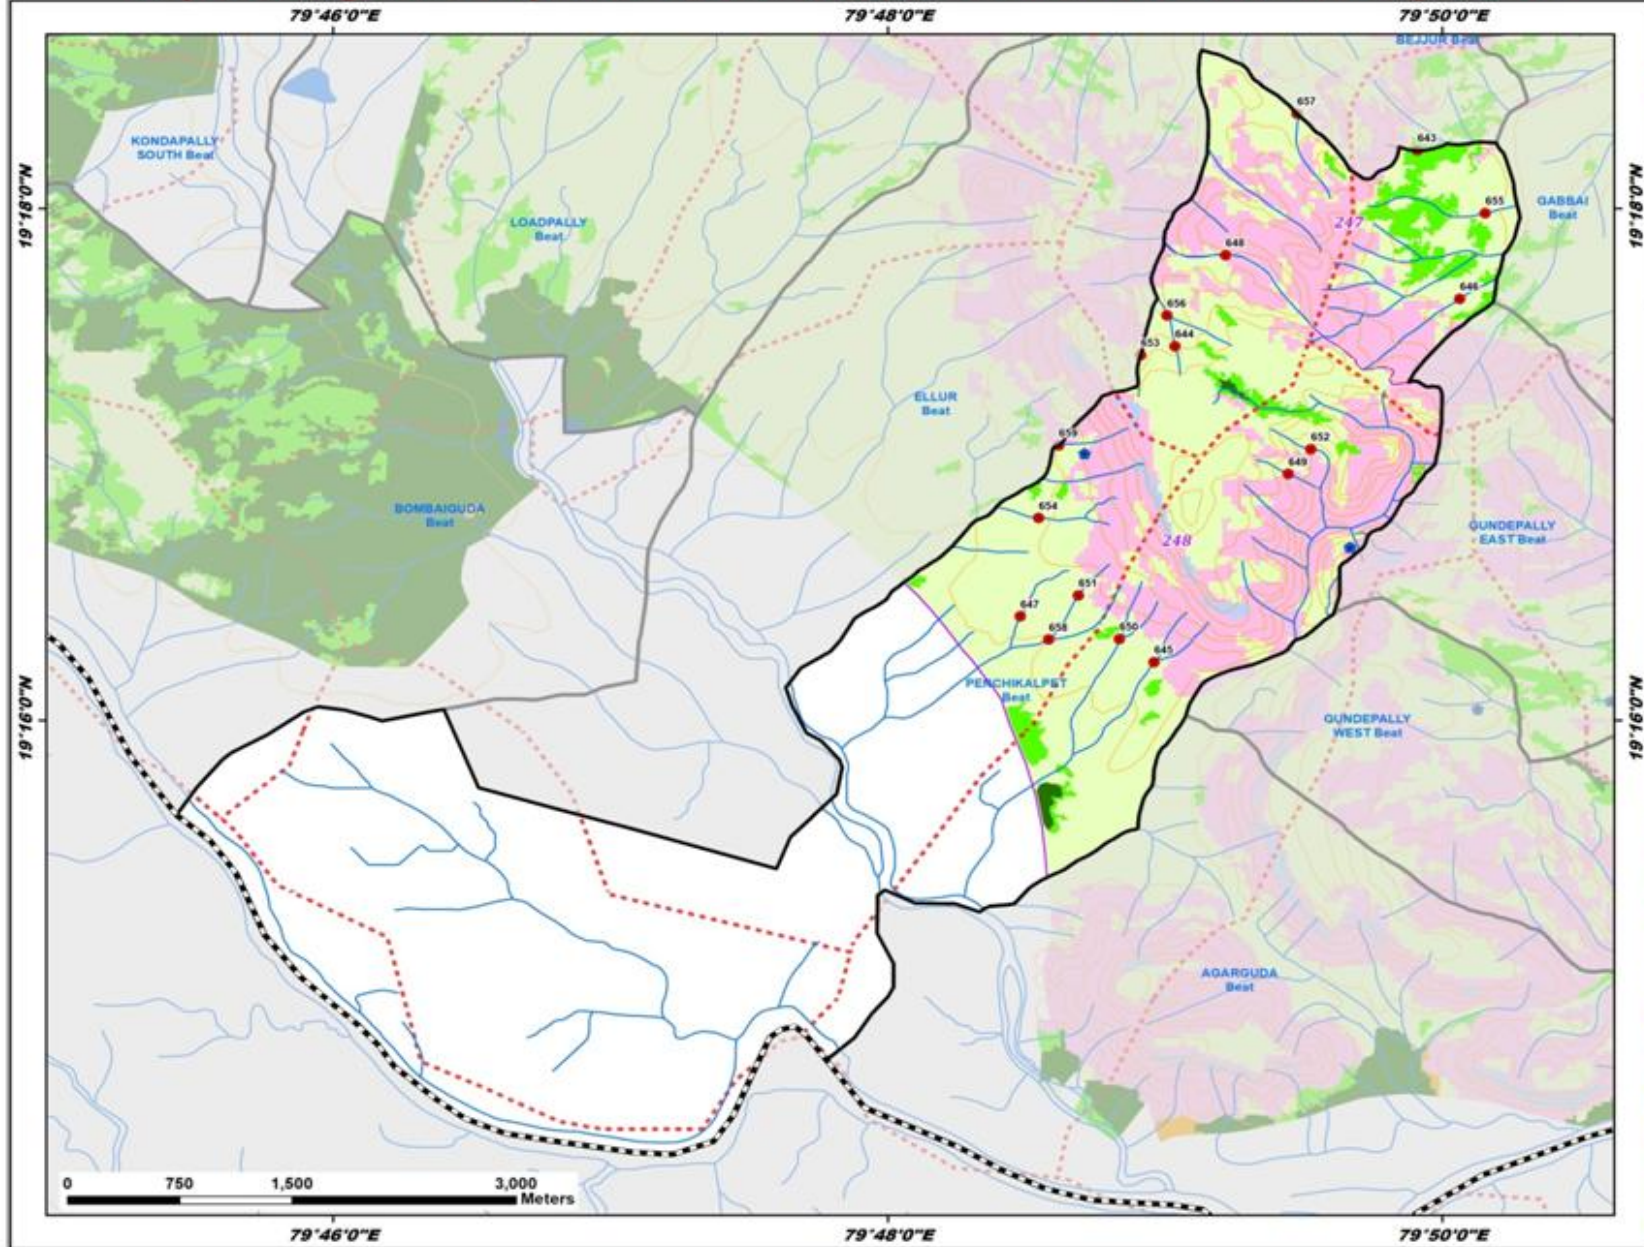 79°46'0"E
79°48'0"E
79°50'0"E
BEJJUR Beat
657
KONDAPALLY
SOUTH Beat
643
19°18'0"N
19°18'0"N
655
GABBAI
Beat
LOADPALLY
Beat
247
648
646
656
644
653
ELLUR
Beat
659
652
649
BOMBAIGUDA
Beat
654
GUNDEPALLY
EAST Beat
248
651
647
658
650
645
PENCHIKALPET
Beat
19°16'0"N
19°16'0"N
GUNDEPALLY
WEST Beat
AGARGUDA
Beat
0 750 1,500 3,000
Meters
79°46'0"E
79°48'0"E
79°50'0"E